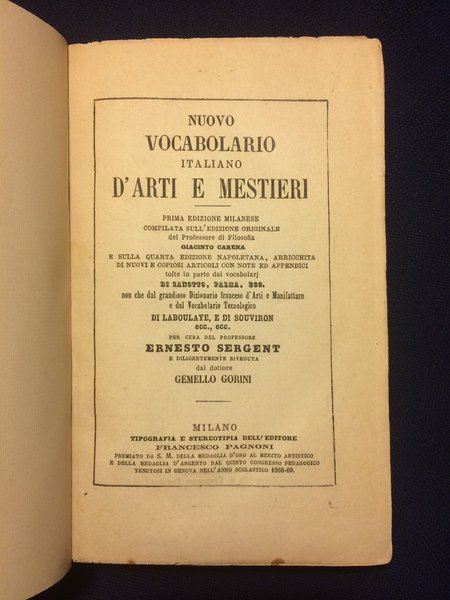 NUOVO
VOCABOLARIO
ITALIANO
D'ARTI E MESTIERI
PRIMA EDIZIONE MILANESE
COMPILATA SULL'EDIZIONE ORIGINALE
del Professore di Filosofia
GIACINTO CARENA
E SULLA QUARTA EDIZIONE NAPOLETANA, ARRICCHITA
DI NUOVI E COPIOSI ARTICOLI CON NOTE ED APPENDICI
tolte in parte dai vocabolarj
DI ZANOTTO, PALMA, ECC.
non che dal grandioso Dizionario francese d'Arti e Manifatture
e dal Vocabolario Tecnologico
DI LABOULAYE, E DI SOUVIRON
ecc., ecc.
PER CURA DEL PROFESSORE
ERNESTO SERGENT
E DILIGENTEMENTE RIVEDUTA
dal dottore
GEMELLO GORINI
MILANO
TIPOGRAFIA E STEREOTIPIA DELL'EDITORE
FRANCESCO PAGNONI
PREMIATO DA S. M. DELLA MEDAGLIA D'ORO AL MERITO ARTISTICO
E DELLA MEDAGLIA D'ARGENTO DAL QUINTO CONGRESSO PEDAGOGICO
TENUTOSI IN GENOVA NELL'ANNO SCOLASTICO 1868-69.